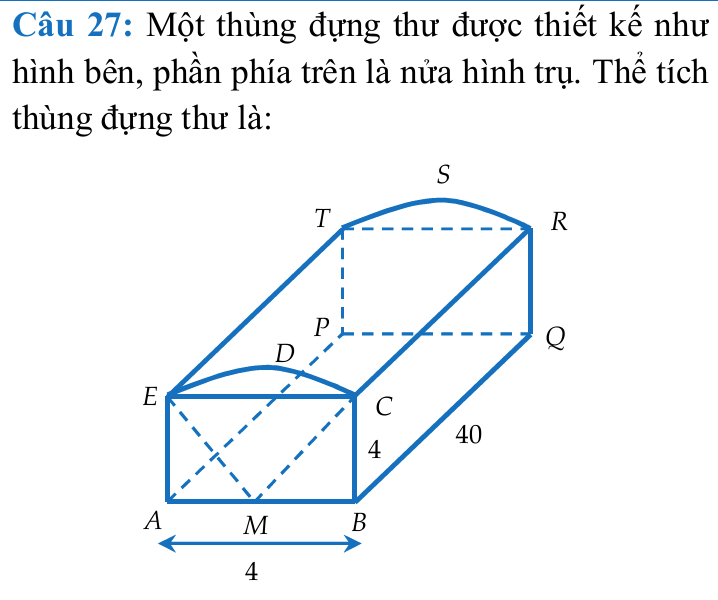 Câu 27: Một thùng đựng thư được thiết kế như
hình bên, phần phía trên là nửa hình trụ. Thể tích
thùng đựng thư là:
S
T
R
P
Q
D
E
C
4
40
A
M
B
4